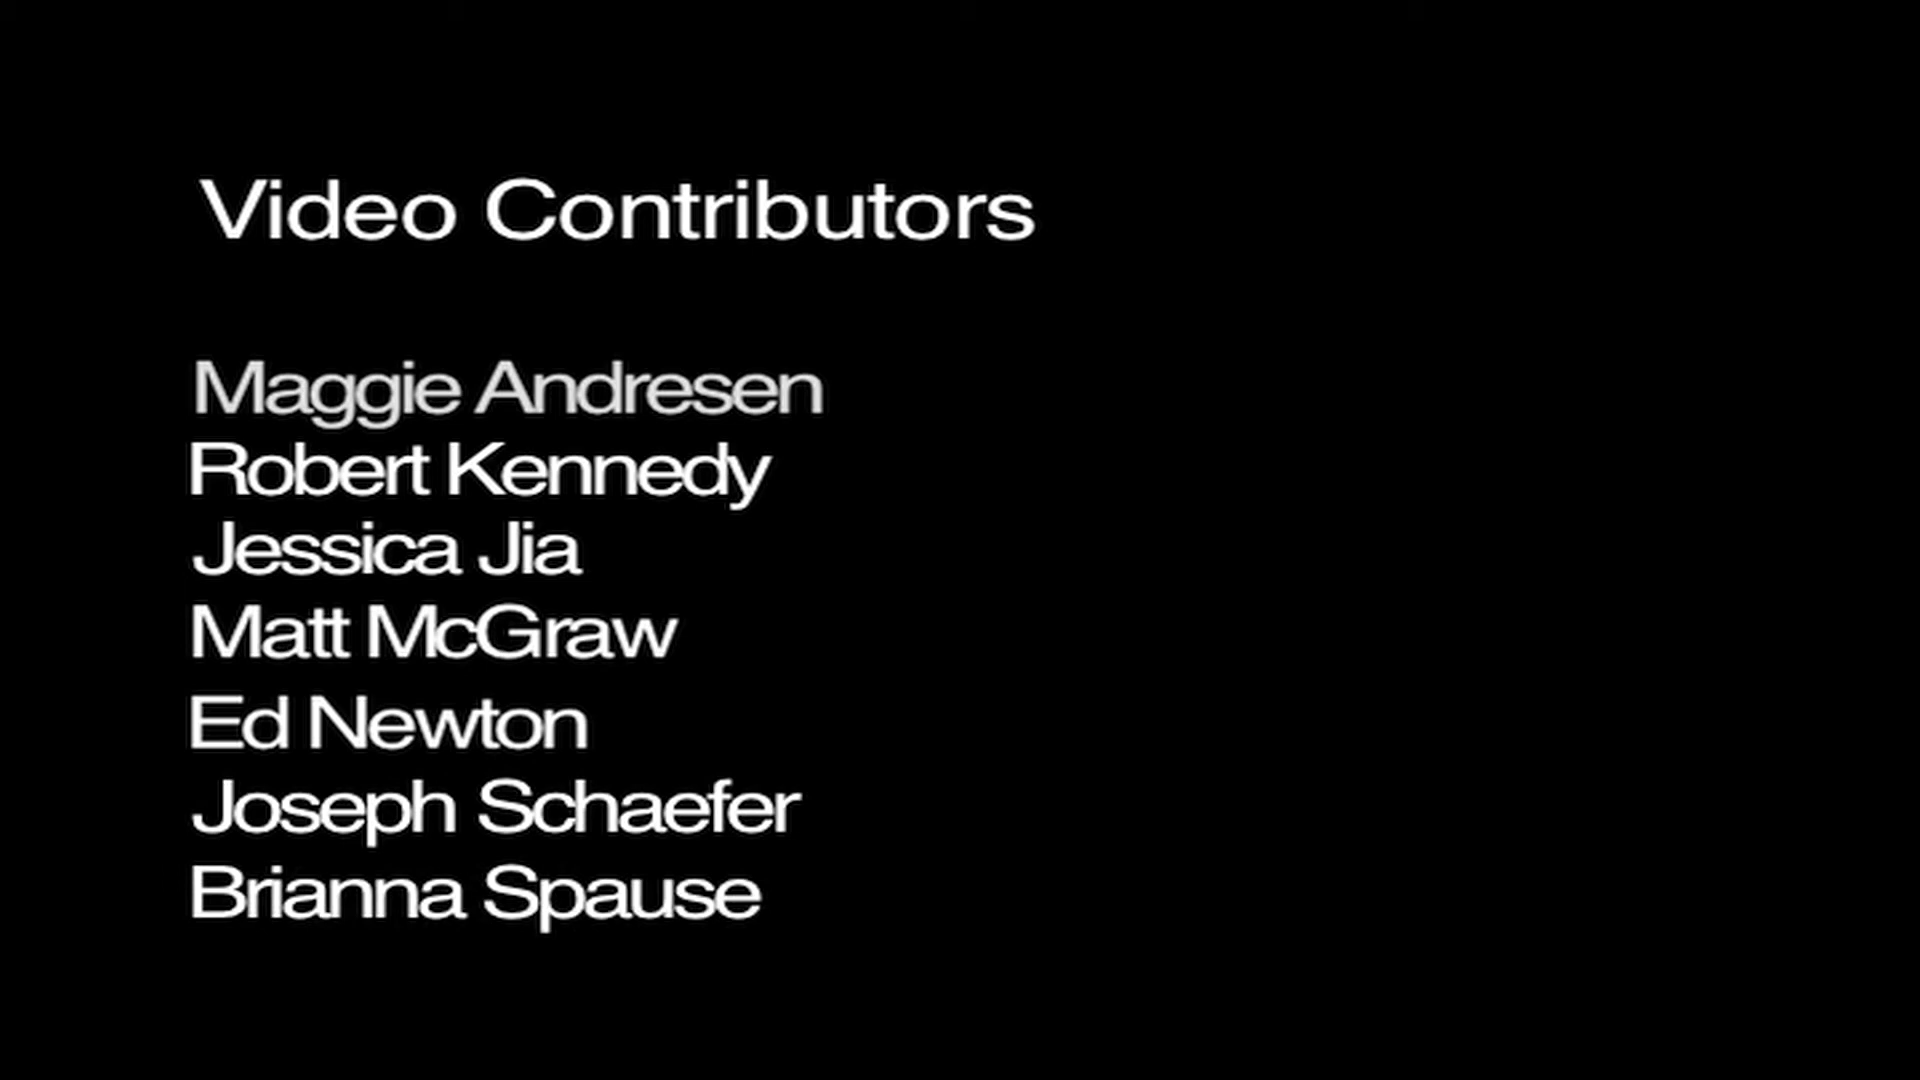 Video Contributors
Maggie Andresen
Robert Kennedy
Jessica Jia
Matt McGraw
Ed Newton
Joseph Schaefer
Brianna Spause